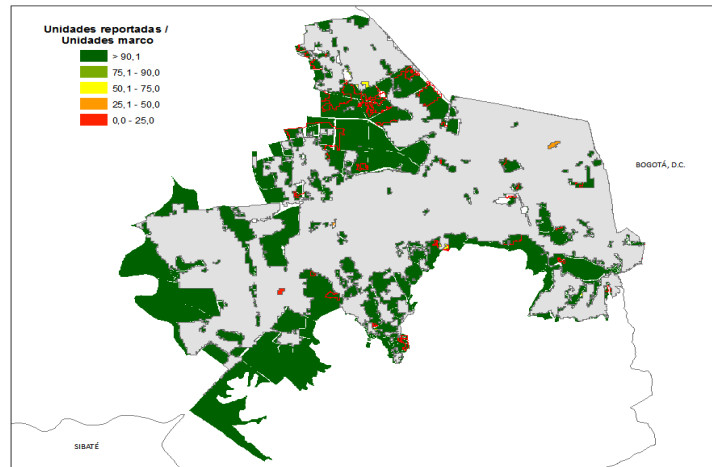 Unidades reportadas /
Unidades marco
> 90,1
75,1 - 90,0
50,1 - 75,0
25,1 - 50,0
0,0 - 25,0
BOGOTÁ, D.C.
SIBATÉ